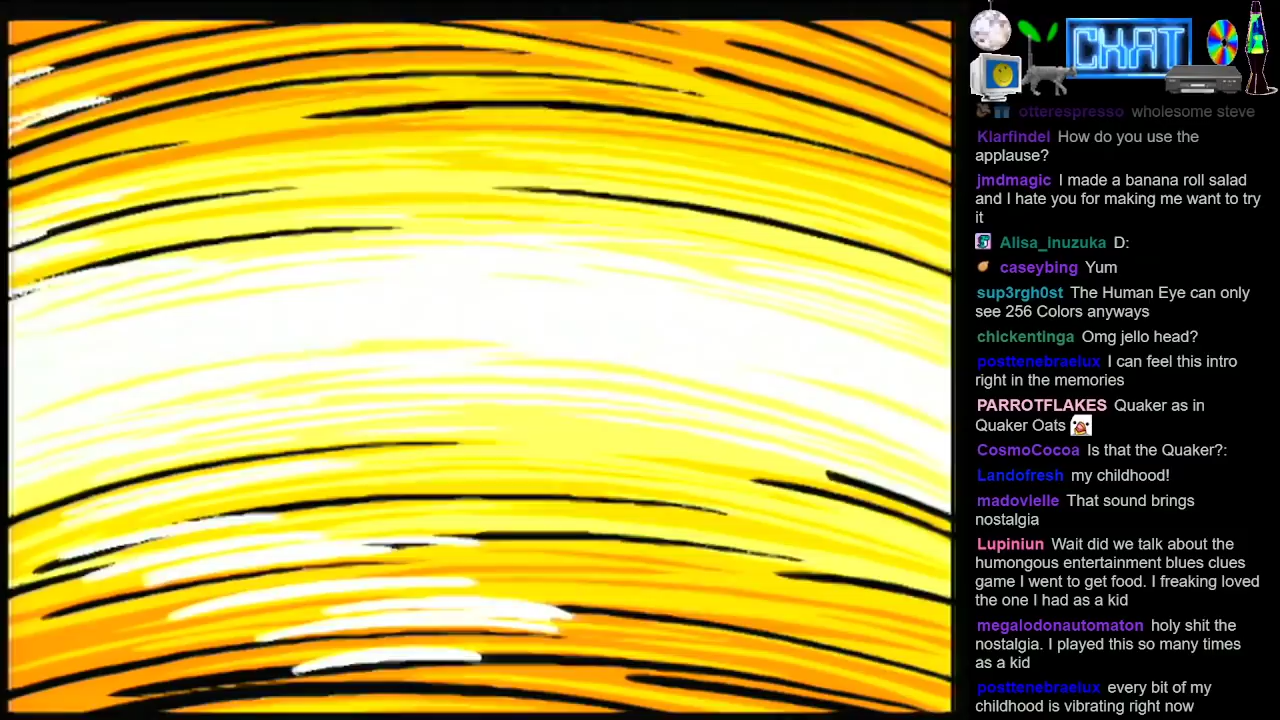 CHAT
otterespresso wholesome steve
Klarfindel How do you use the
applause?
jmdmagic I made a banana roll salad
and I hate you for making me want to try
it
Alisa_Inuzuka D:
caseybing Yum
sup3rgh0st The Human Eye can only
see 256 Colors anyways
chickentinga Omg jello head?
posttenebraelux I can feel this intro
right in the memories
PARROTFLAKES Quaker as in
Quaker Oats
CosmoCocoa Is that the Quaker?:
Landofresh my childhood!
madovielle That sound brings
nostalgia
Lupiniun Wait did we talk about the
humongous entertainment blues clues
game I went to get food. I freaking loved
the one I had as a kid
megalodonautomaton holy shit the
nostalgia. I played this so many times
as a kid
posttenebraelux every bit of my
childhood is vibrating right now